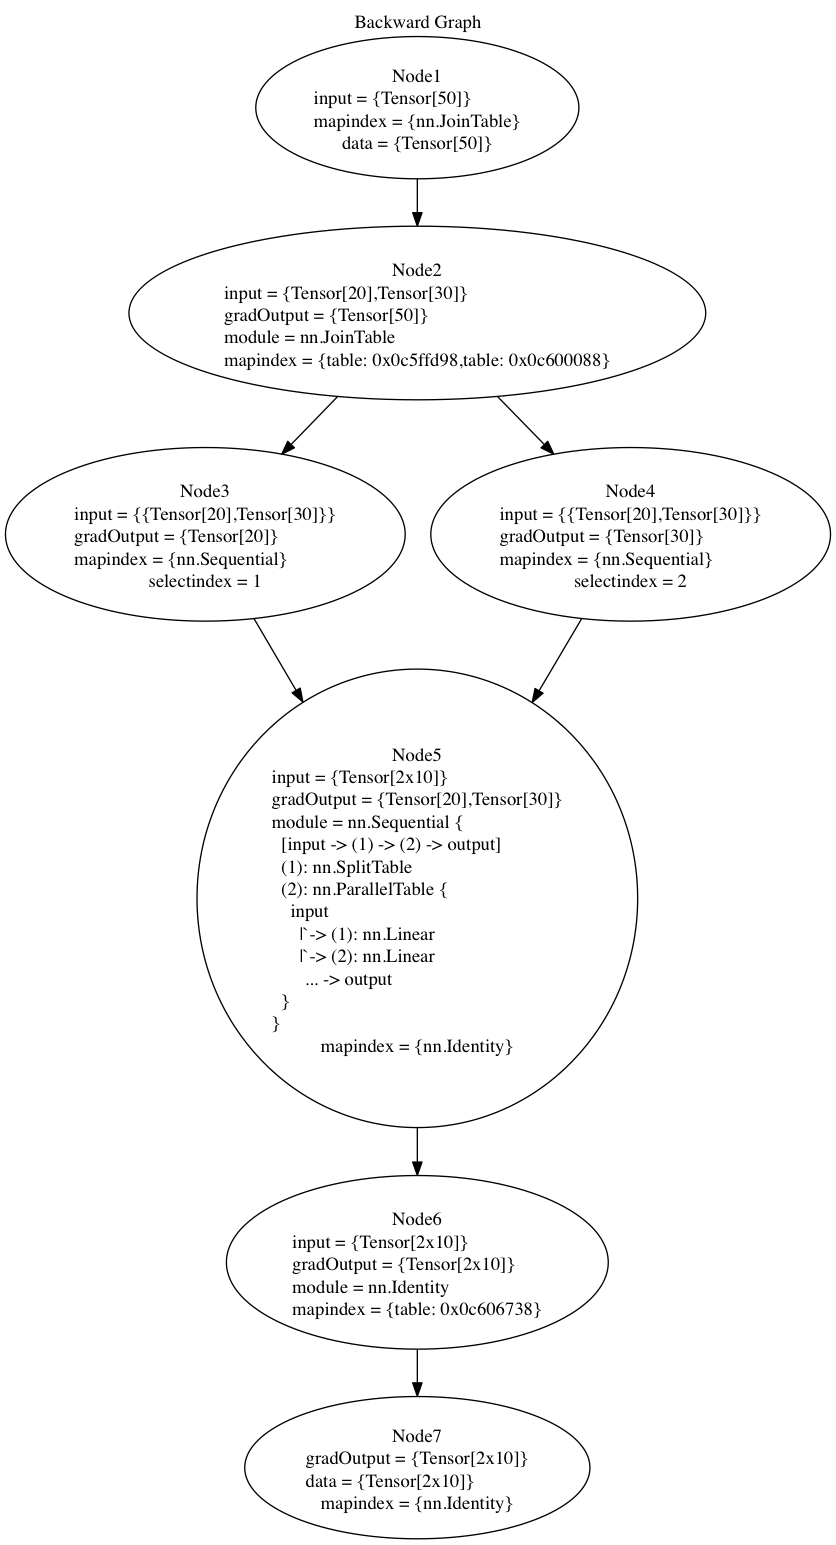 Backward Graph
Node1
input = {Tensor[50]}
mapindex = {nn.JoinTable}
data = {Tensor[50]}
Node2
input = {Tensor[20],Tensor[30]}
gradOutput = {Tensor[50]}
module = nn.JoinTable
mapindex = {table: 0x0c5ffd98,table: 0x0c600088}
Node3
input = {{Tensor[20],Tensor[30]}}
gradOutput = {Tensor[20]}
mapindex = {nn.Sequential}
selectindex = 1
Node4
input = {{Tensor[20],Tensor[30]}}
gradOutput = {Tensor[30]}
mapindex = {nn.Sequential}
selectindex = 2
Node5
input = {Tensor[2x10]}
gradOutput = {Tensor[20],Tensor[30]}
module = nn.Sequential {
[input -> (1) -> (2) -> output]
(1): nn.SplitTable
(2): nn.ParallelTable {
input
|`-> (1): nn.Linear
|`-> (2): nn.Linear
... -> output
}
}
mapindex = {nn.Identity}
Node6
input = {Tensor[2x10]}
gradOutput = {Tensor[2x10]}
module = nn.Identity
mapindex = {table: 0x0c606738}
Node7
gradOutput = {Tensor[2x10]}
data = {Tensor[2x10]}
mapindex = {nn.Identity}